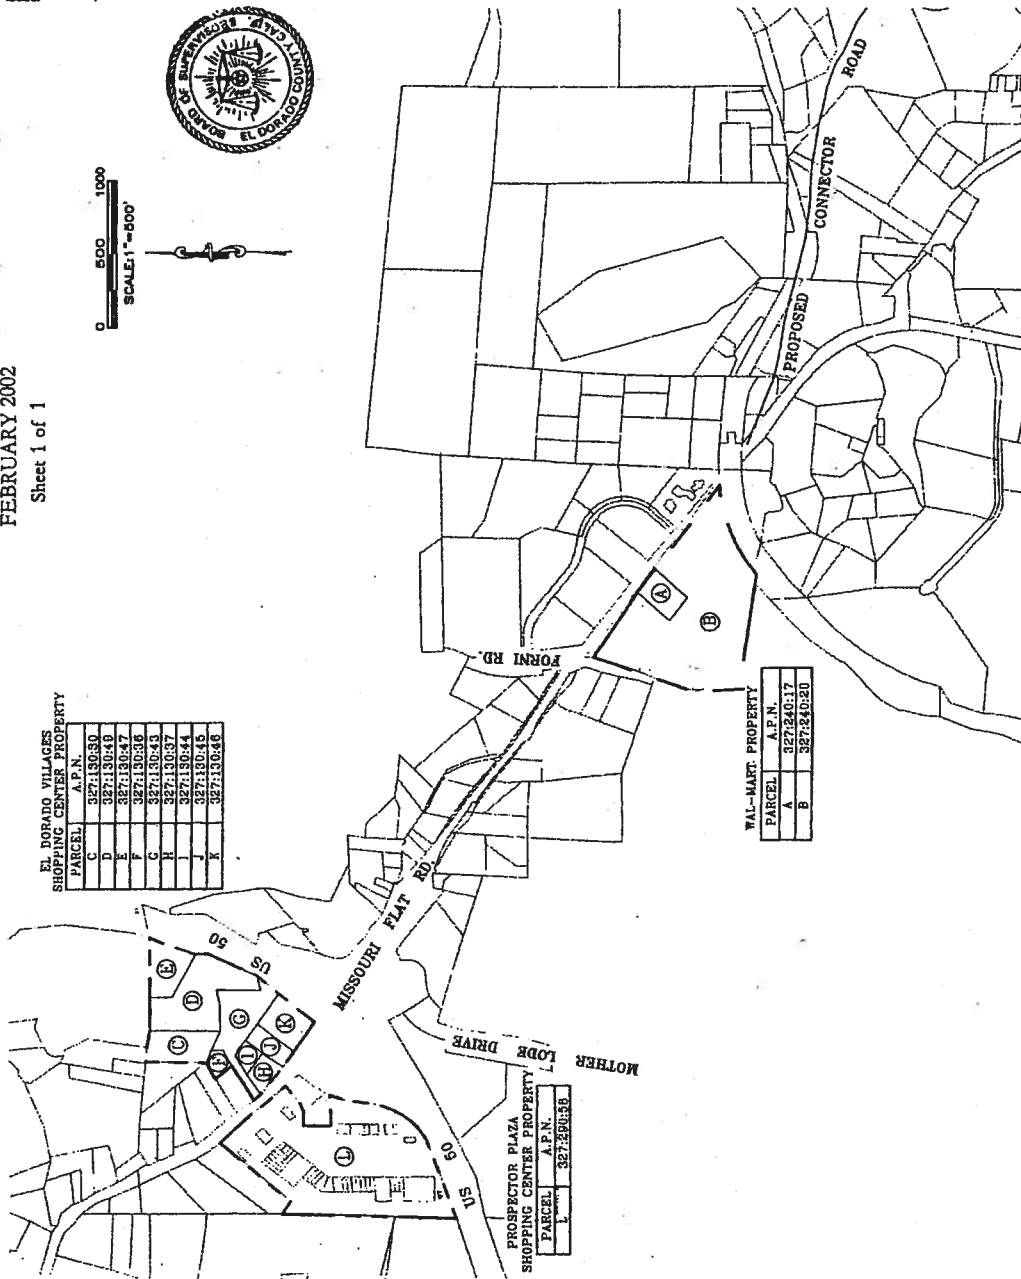 FEBRUARY 2002
Sheet 1 of 1
0 500 1000
SCALE: 1"=500'
BOARD OF SUPERVISORS
EL DORADO COUNTY CALIF.
EL DORADO VILLAGES
SHOPPING CENTER PROPERTY
PARCEL A.P.N.
C 327:130:30
D 327:130:49
E 327:130:47
F 327:130:36
G 327:130:43
H 327:130:37
I 327:130:44
J 327:130:45
K 327:130:46
PROSPECTOR PLAZA
SHOPPING CENTER PROPERTY
PARCEL A.P.N.
L 327:290:58
WAL-MART PROPERTY
PARCEL A.P.N.
A 327:240:17
B 327:240:20
US 50
US 50
MISSOURI FLAT RD.
MOTHER LODE DRIVE
FORNI RD.
PROPOSED CONNECTOR ROAD
A
B
C
D
E
F
G
H
I
J
K
L